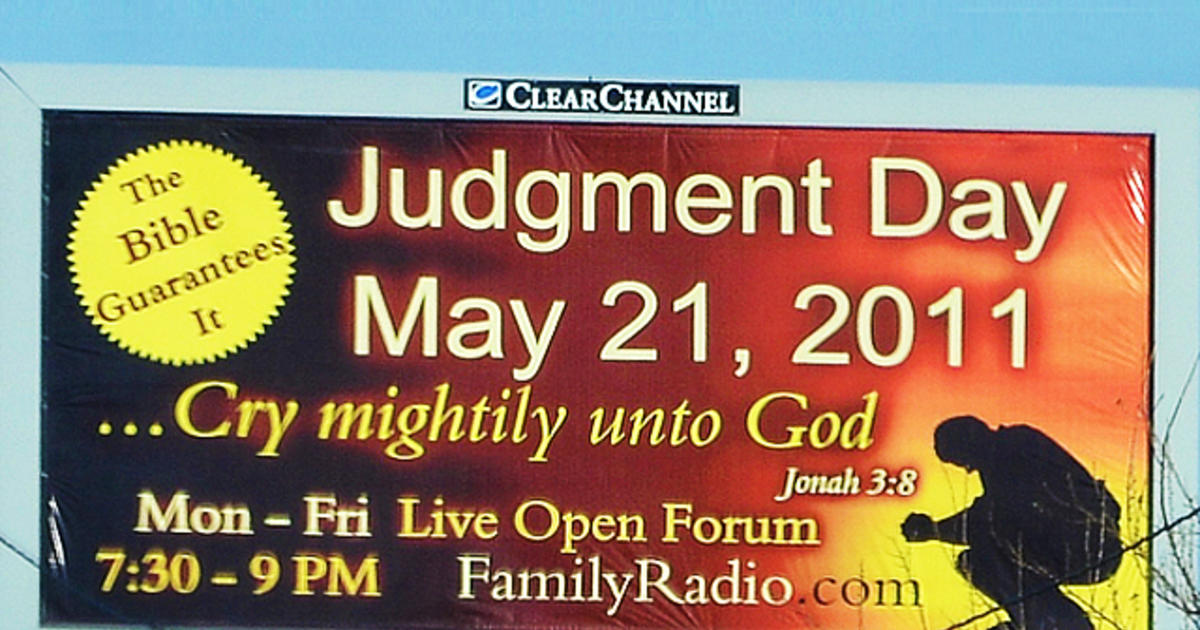 CLEARCHANNEL
The
Bible
Guarantees
It
Judgment Day
May 21, 2011
...Cry mightily unto God
Jonah 3:8
Mon – Fri Live Open Forum
7:30 – 9 PM FamilyRadio.com